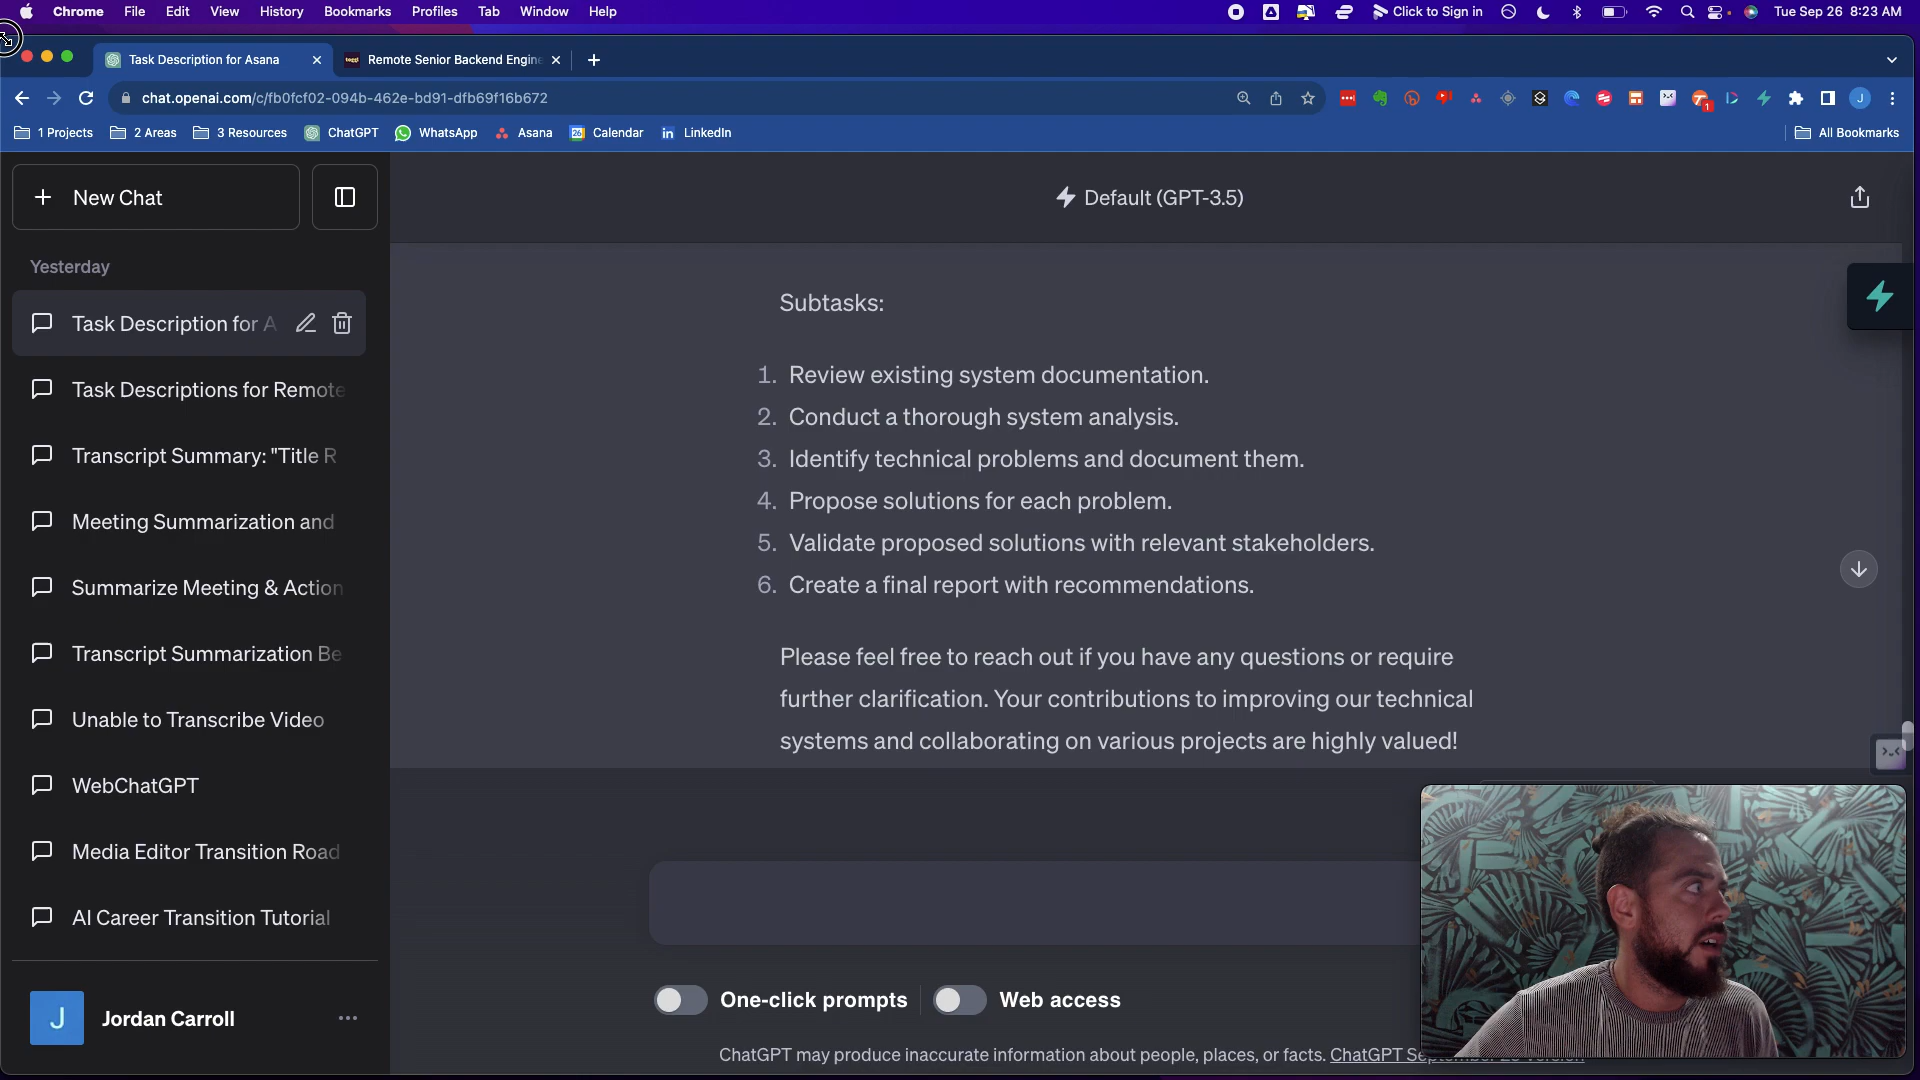 Chrome File Edit View History Bookmarks Profiles Tab Window Help
Click to Sign in
Tue Sep 26 8:23 AM
Task Description for Asana
toggl Remote Senior Backend Engine
chat.openai.com/c/fb0fcf02-094b-462e-bd91-dfb69f16b672
1
J
1 Projects 2 Areas 3 Resources ChatGPT WhatsApp 26 Calendar Asana in LinkedIn
All Bookmarks
+ New Chat
Default (GPT-3.5)
Yesterday
Task Description for A
Task Descriptions for Remote
Transcript Summary: "Title R
Meeting Summarization and
Summarize Meeting & Action
Transcript Summarization Be
Unable to Transcribe Video
WebChatGPT
Media Editor Transition Road
AI Career Transition Tutorial
J Jordan Carroll
Subtasks:
1. Review existing system documentation.
2. Conduct a thorough system analysis.
3. Identify technical problems and document them.
4. Propose solutions for each problem.
5. Validate proposed solutions with relevant stakeholders.
6. Create a final report with recommendations.
Please feel free to reach out if you have any questions or require
further clarification. Your contributions to improving our technical
systems and collaborating on various projects are highly valued!
One-click prompts Web access
ChatGPT may produce inaccurate information about people, places, or facts. ChatGPT